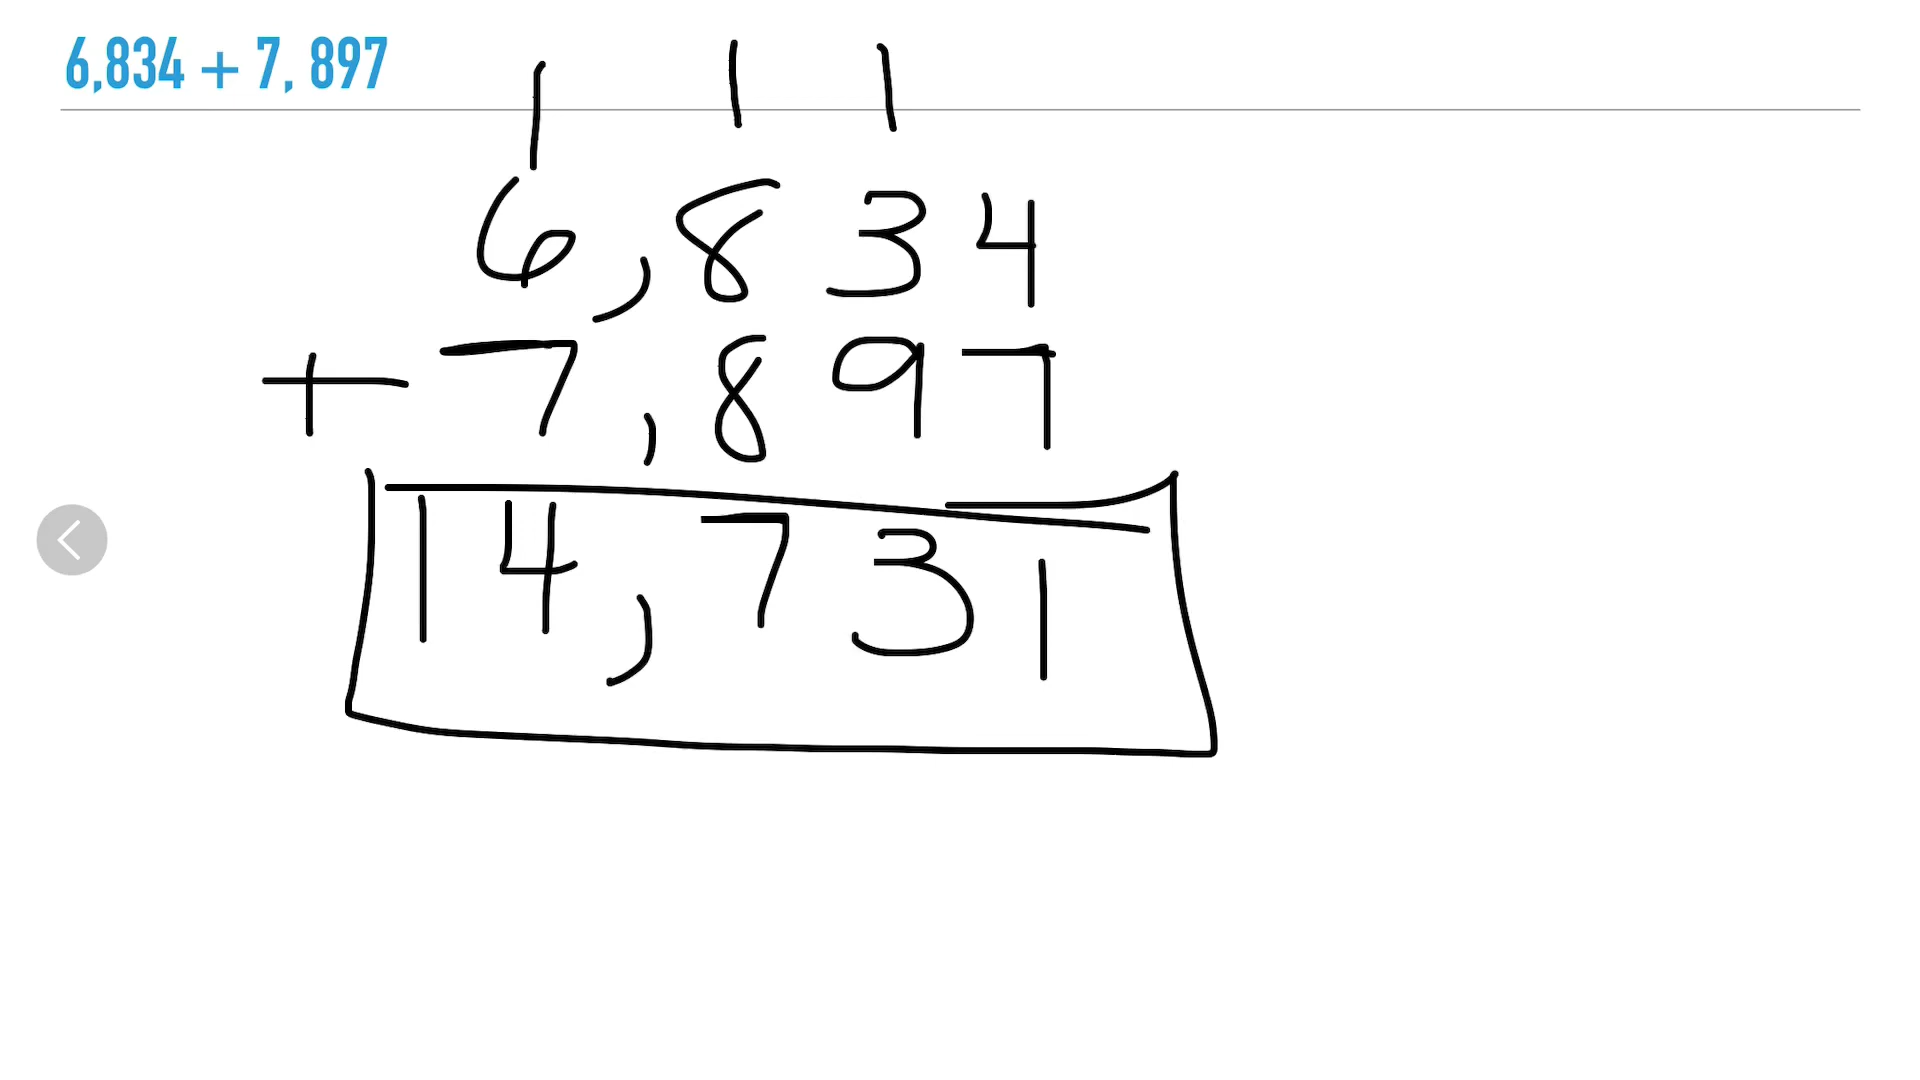 6,834 + 7, 897
1 1 1
6,834
+ 7,897
14,731